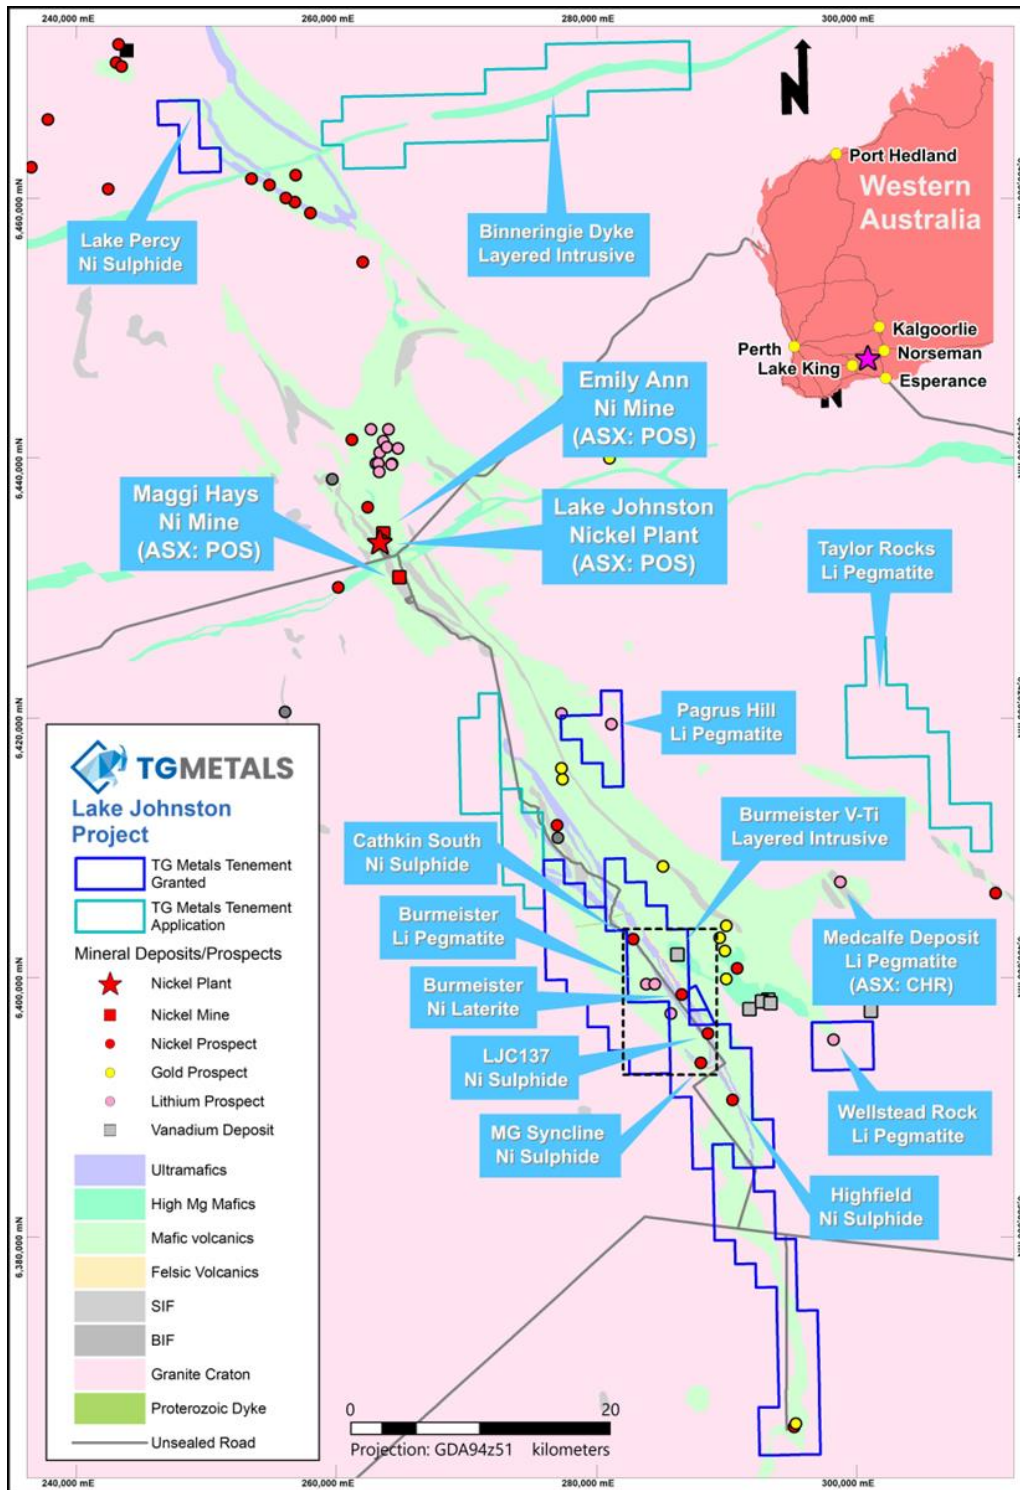 240,000 mE
260,000 mE
280,000 mE
300,000 mE
6,460,000 mN
6,440,000 mN
6,420,000 mN
6,400,000 mN
6,380,000 mN
N
Port Hedland
Western
Australia
Kalgoorlie
Perth
Norseman
Lake King
Esperance
N
Lake Percy
Ni Sulphide
Binneringie Dyke
Layered Intrusive
Emily Ann
Ni Mine
(ASX: POS)
Maggi Hays
Ni Mine
(ASX: POS)
Lake Johnston
Nickel Plant
(ASX: POS)
Taylor Rocks
Li Pegmatite
Pagrus Hill
Li Pegmatite
Burmeister V-Ti
Layered Intrusive
Cathkin South
Ni Sulphide
Burmeister
Li Pegmatite
Medcalfe Deposit
Li Pegmatite
(ASX: CHR)
Burmeister
Ni Laterite
LJC137
Ni Sulphide
Wellstead Rock
Li Pegmatite
MG Syncline
Ni Sulphide
Highfield
Ni Sulphide
TGMETALS
Lake Johnston
Project
TG Metals Tenement
Granted
TG Metals Tenement
Application
Mineral Deposits/Prospects
Nickel Plant
Nickel Mine
Nickel Prospect
Gold Prospect
Lithium Prospect
Vanadium Deposit
Ultramafics
High Mg Mafics
Mafic volcanics
Felsic Volcanics
SIF
BIF
Granite Craton
Proterozoic Dyke
Unsealed Road
0
20
Projection: GDA94z51
kilometers
240,000 mE
260,000 mE
280,000 mE
300,000 mE